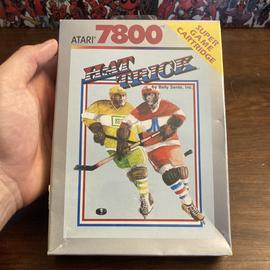 ATARI 7800
SUPER
GAME
CARTRIDGE
HAT
TRICK
by Bally Sente, Inc.